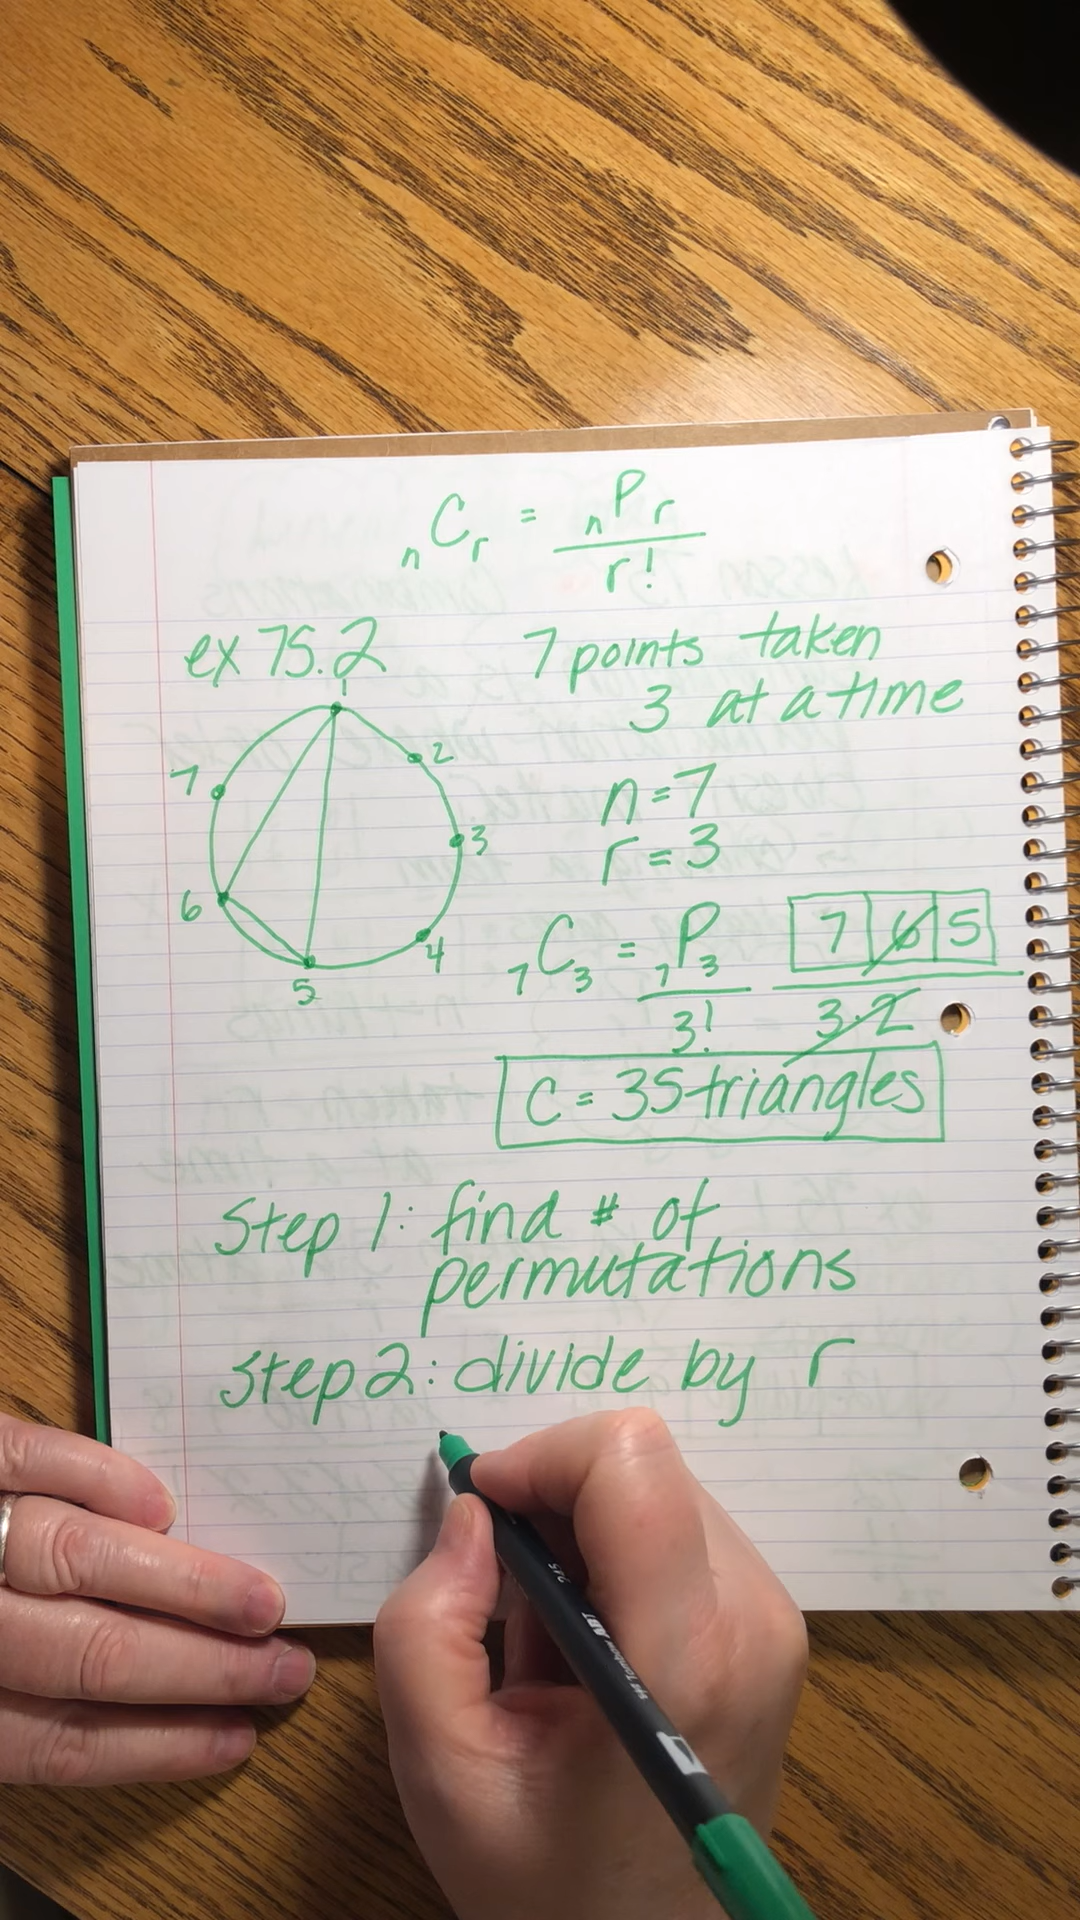 nCr = nPr
r!
ex 75.2
7 points taken
3 at a time
1
2
3
4
5
6
7
n = 7
r = 3
7C3 = 7P3
3!
7 6 5
= 3·2
C = 35 triangles
Step 1: find # of
permutations
Step 2: divide by r
ABT